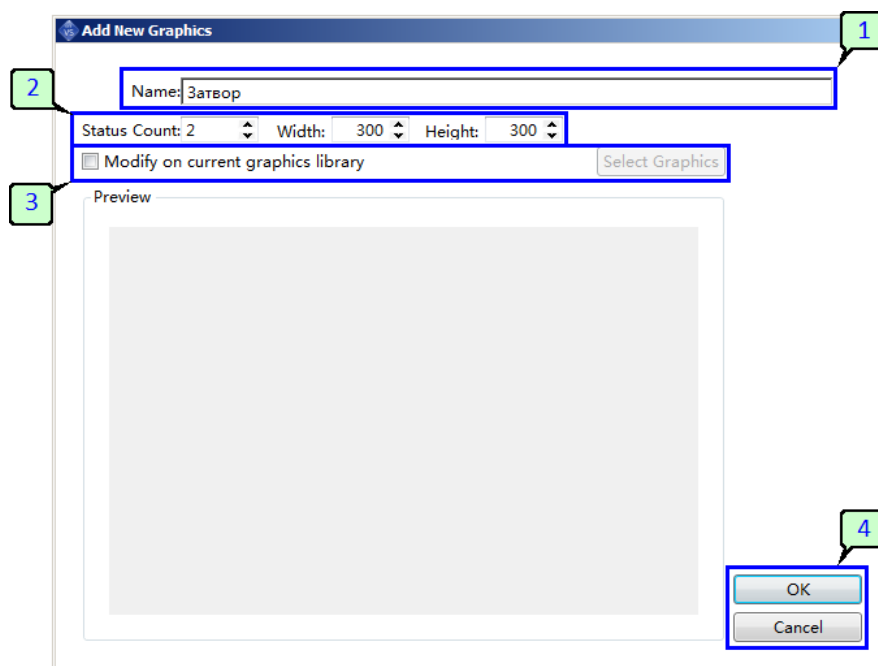 Add New Graphics
1
Name: Затвор
2
Status Count: 2 Width: 300 Height: 300
Modify on current graphics library Select Graphics
3
Preview
4
OK
Cancel